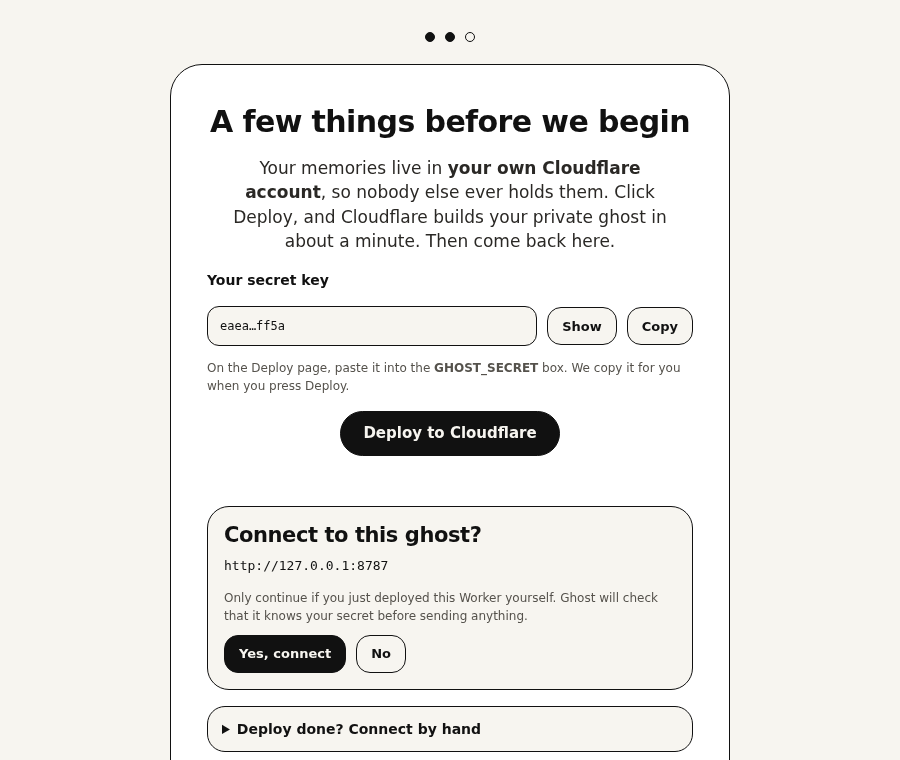 A few things before we begin
Your memories live in your own Cloudflare
account, so nobody else ever holds them. Click
Deploy, and Cloudflare builds your private ghost in
about a minute. Then come back here.
Your secret key
eaea…ff5a
Show
Copy
On the Deploy page, paste it into the GHOST_SECRET box. We copy it for you
when you press Deploy.
Deploy to Cloudflare
Connect to this ghost?
http://127.0.0.1:8787
Only continue if you just deployed this Worker yourself. Ghost will check
that it knows your secret before sending anything.
Yes, connect
No
Deploy done? Connect by hand